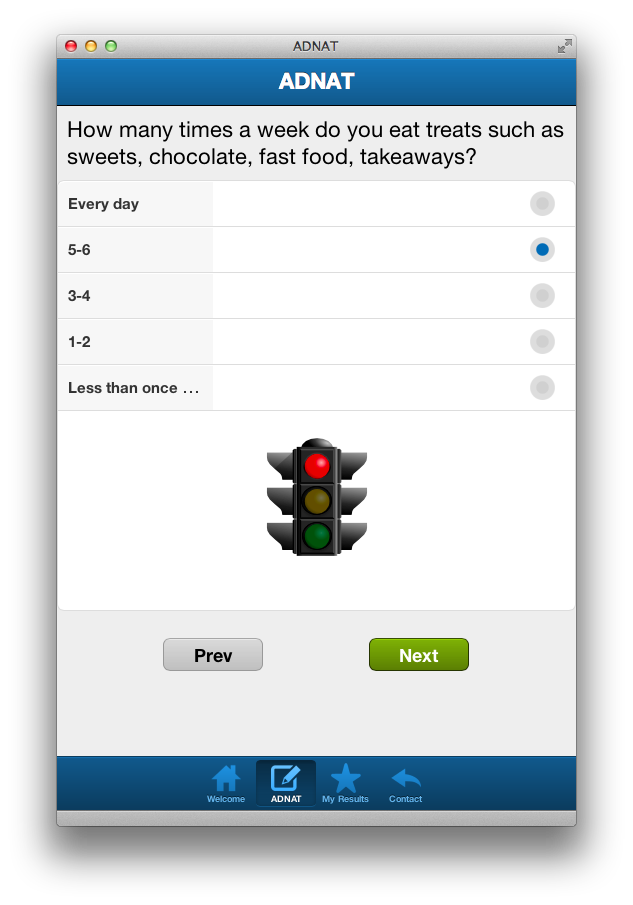 ADNAT
ADNAT
How many times a week do you eat treats such as
sweets, chocolate, fast food, takeaways?
Every day
5-6
3-4
1-2
Less than once ...
Prev
Next
Welcome
ADNAT
My Results
Contact